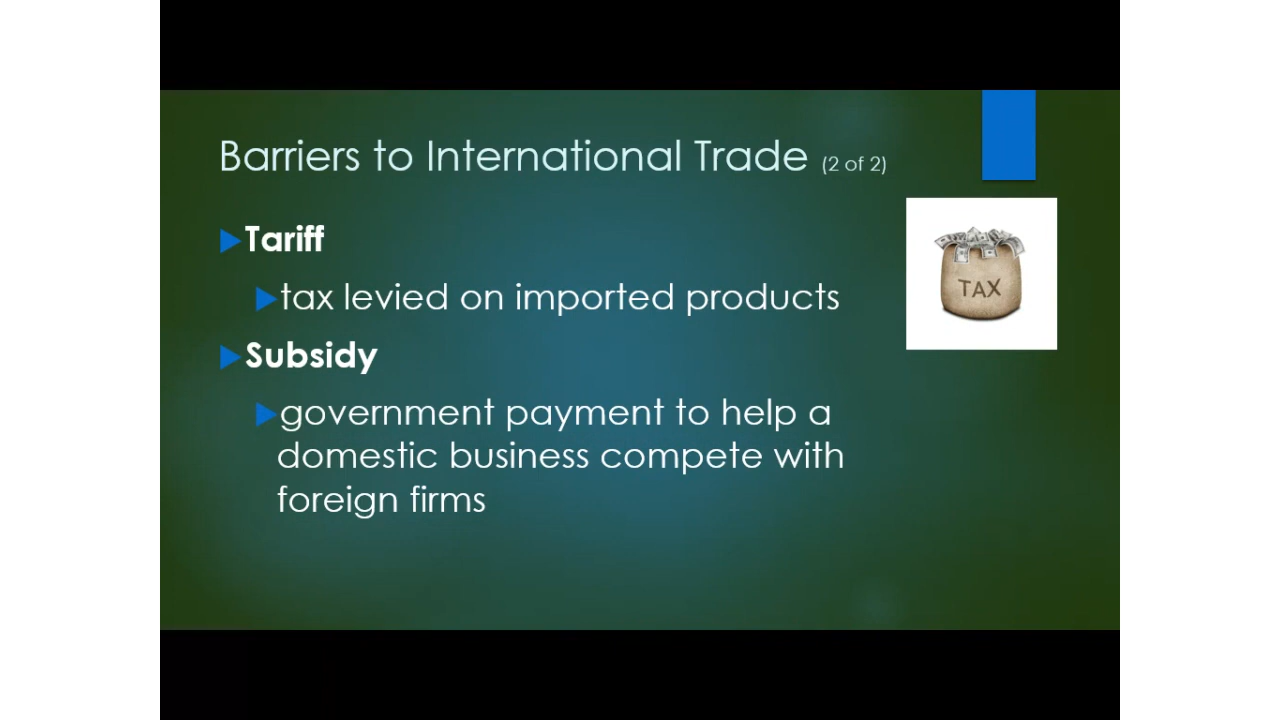 Barriers to International Trade (2 of 2)
Tariff
tax levied on imported products
Subsidy
government payment to help a
domestic business compete with
foreign firms
TAX